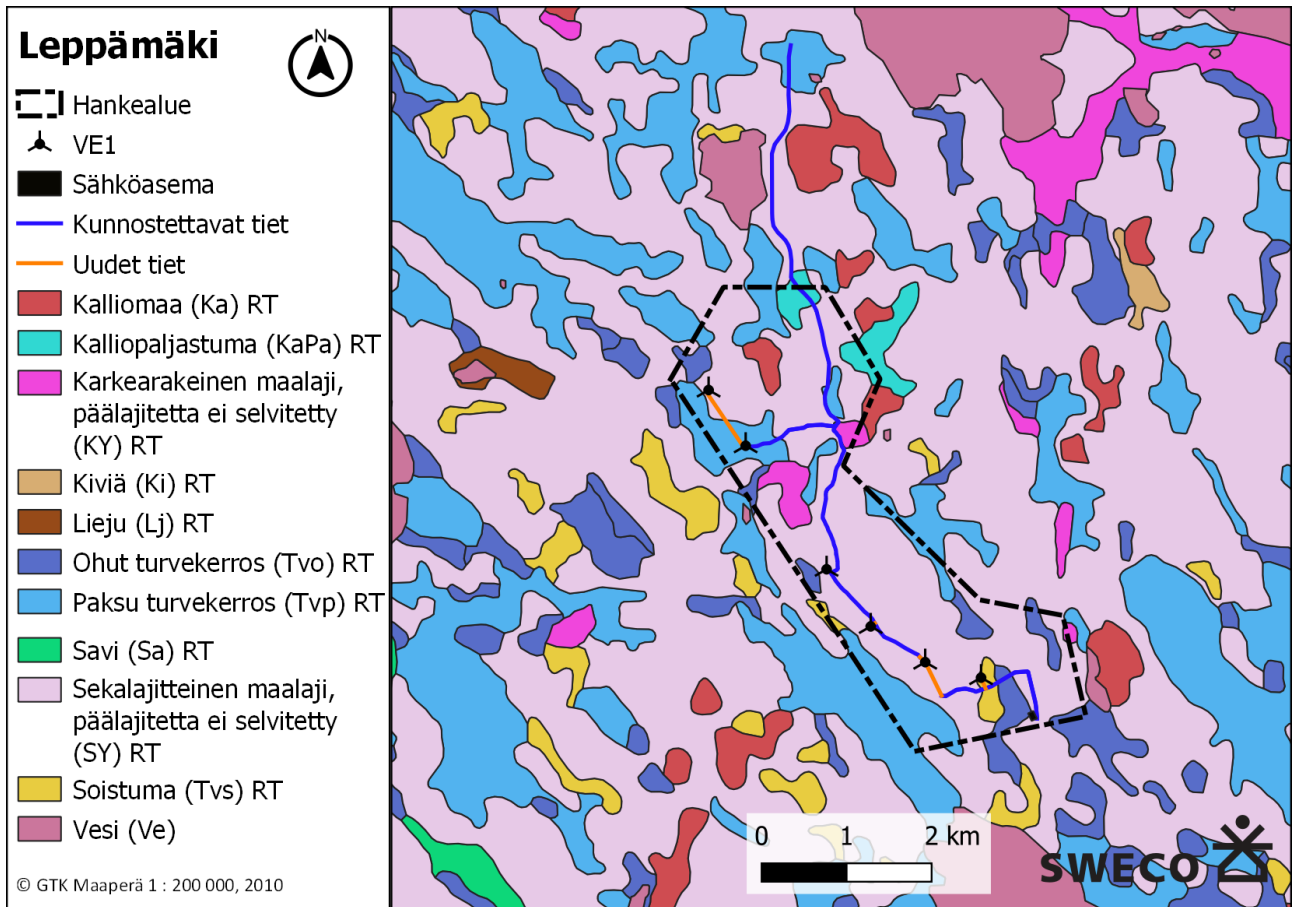 Leppämäki
N
Hankealue
VE1
Sähköasema
Kunnostettavat tiet
Uudet tiet
Kalliomaa (Ka) RT
Kalliopaljastuma (KaPa) RT
Karkearakeinen maalaji,
päälajitetta ei selvitetty
(KY) RT
Kiviä (Ki) RT
Lieju (Lj) RT
Ohut turvekerros (Tvo) RT
Paksu turvekerros (Tvp) RT
Savi (Sa) RT
Sekalajitteinen maalaji,
päälajitetta ei selvitetty
(SY) RT
Soistuma (Tvs) RT
Vesi (Ve)
© GTK Maaperä 1 : 200 000, 2010
0 1 2 km
SWECO